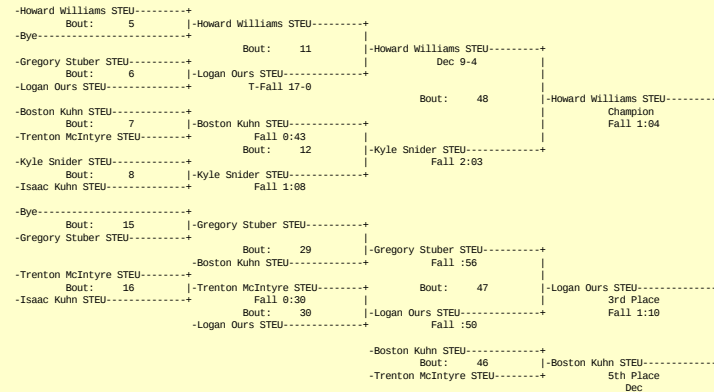 -Howard Williams STEU---------+
Bout: 5 |-Howard Williams STEU---------+
-Bye--------------------------+ |
Bout: 11 |-Howard Williams STEU---------+
-Gregory Stuber STEU----------+ | Dec 9-4 |
Bout: 6 |-Logan Ours STEU--------------+ |
-Logan Ours STEU--------------+ T-Fall 17-0 |
Bout: 48 |-Howard Williams STEU---------
-Boston Kuhn STEU-------------+ | Champion
Bout: 7 |-Boston Kuhn STEU-------------+ | Fall 1:04
-Trenton McIntyre STEU--------+ Fall 0:43 | |
Bout: 12 |-Kyle Snider STEU-------------+
-Kyle Snider STEU-------------+ | Fall 2:03
Bout: 8 |-Kyle Snider STEU-------------+
-Isaac Kuhn STEU--------------+ Fall 1:08
-Bye--------------------------+
Bout: 15 |-Gregory Stuber STEU----------+
-Gregory Stuber STEU----------+ |
Bout: 29 |-Gregory Stuber STEU----------+
-Boston Kuhn STEU-------------+ Fall :56 |
-Trenton McIntyre STEU--------+ |
Bout: 16 |-Trenton McIntyre STEU--------+ Bout: 47 |-Logan Ours STEU--------------
-Isaac Kuhn STEU--------------+ Fall 0:30 | | 3rd Place
Bout: 30 |-Logan Ours STEU--------------+ Fall 1:10
-Logan Ours STEU--------------+ Fall :50
-Boston Kuhn STEU-------------+
Bout: 46 |-Boston Kuhn STEU-------------
-Trenton McIntyre STEU--------+ 5th Place
Dec